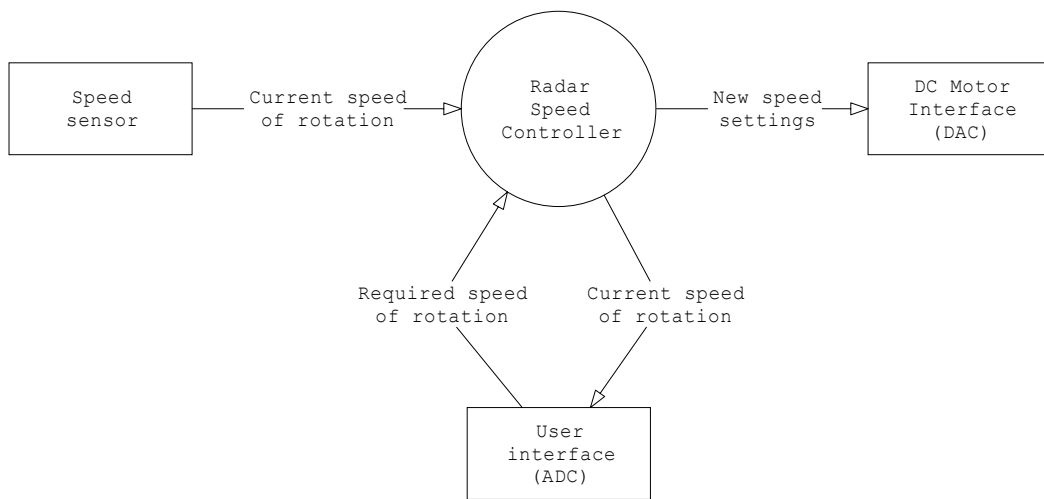 Speed
sensor
Current speed
of rotation
Radar
Speed
Controller
New speed
settings
DC Motor
Interface
(DAC)
Required speed
of rotation
Current speed
of rotation
User
interface
(ADC)